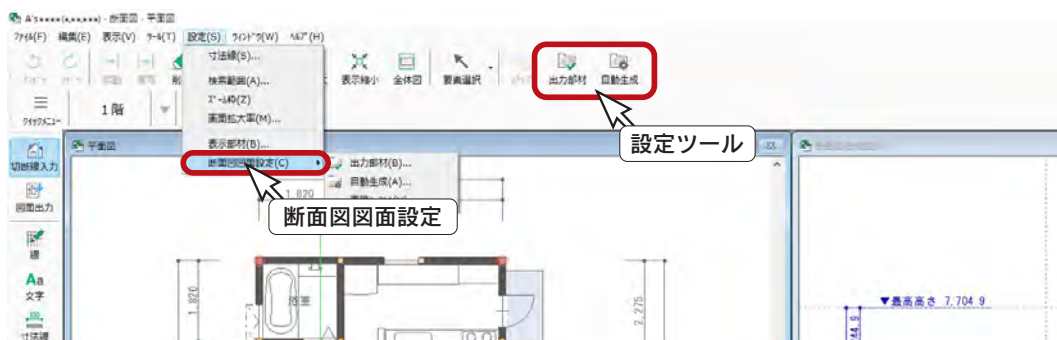 断面図 - 平面図
ファイル(F) 編集(E) 表示(V) ツール(T) 設定(S) ウィンドウ(W) ヘルプ(H)
寸法線(S)...
検索範囲(A)...
ズーム枠(Z)
画面拡大率(M)...
表示部材(B)...
断面図図面設定(C)
出力部材(B)...
自動生成(A)...
表示縮小 全体図 要素選択 出力部材 自動生成
クイックメニュー
1階
設定ツール
断面図図面設定
平面図
切断線入力
図面出力
線
Aa
文字
寸法線
1,820
1,820
浴室
2,275
▼最高高さ 7,704.9
44.9